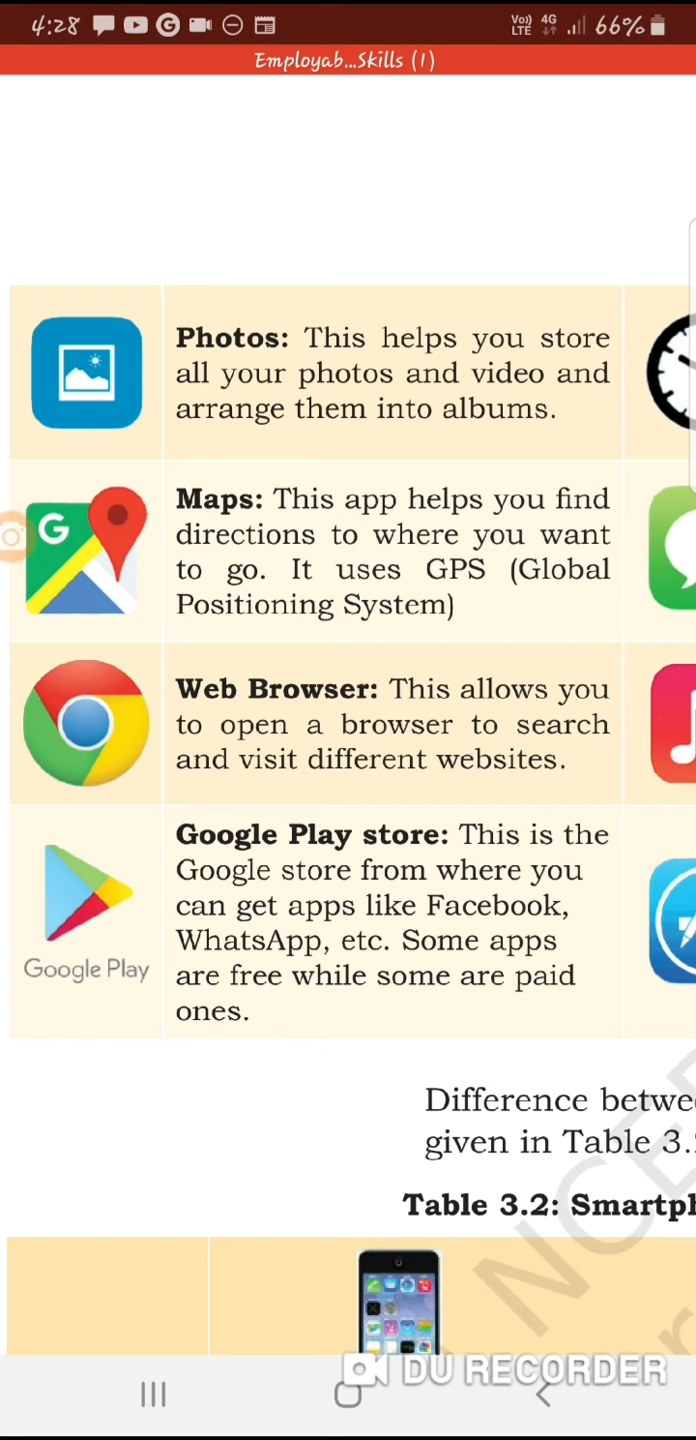 4:28
Vo)) LTE 4G 66%
Employab...Skills (1)
Photos: This helps you store
all your photos and video and
arrange them into albums.
G
Maps: This app helps you find
directions to where you want
to go. It uses GPS (Global
Positioning System)
Web Browser: This allows you
to open a browser to search
and visit different websites.
Google Play store: This is the
Google store from where you
can get apps like Facebook,
WhatsApp, etc. Some apps
are free while some are paid
ones.
Google Play
Difference
given in Table
Table 3.2:
DU RECORDER